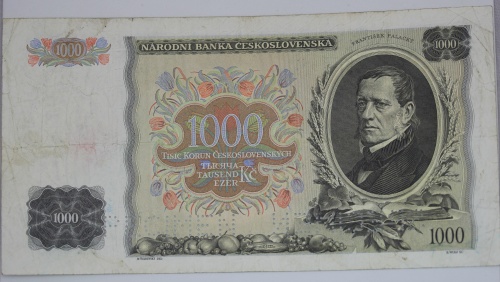 1000
NÁRODNÍ BANKA ČESKOSLOVENSKÁ
FRANTIŠEK PALACKÝ
1000
1000
TISÍC KORUN ČESKOSLOVENSKÝCH
TAUSEND Kč
EZER
1000
1000